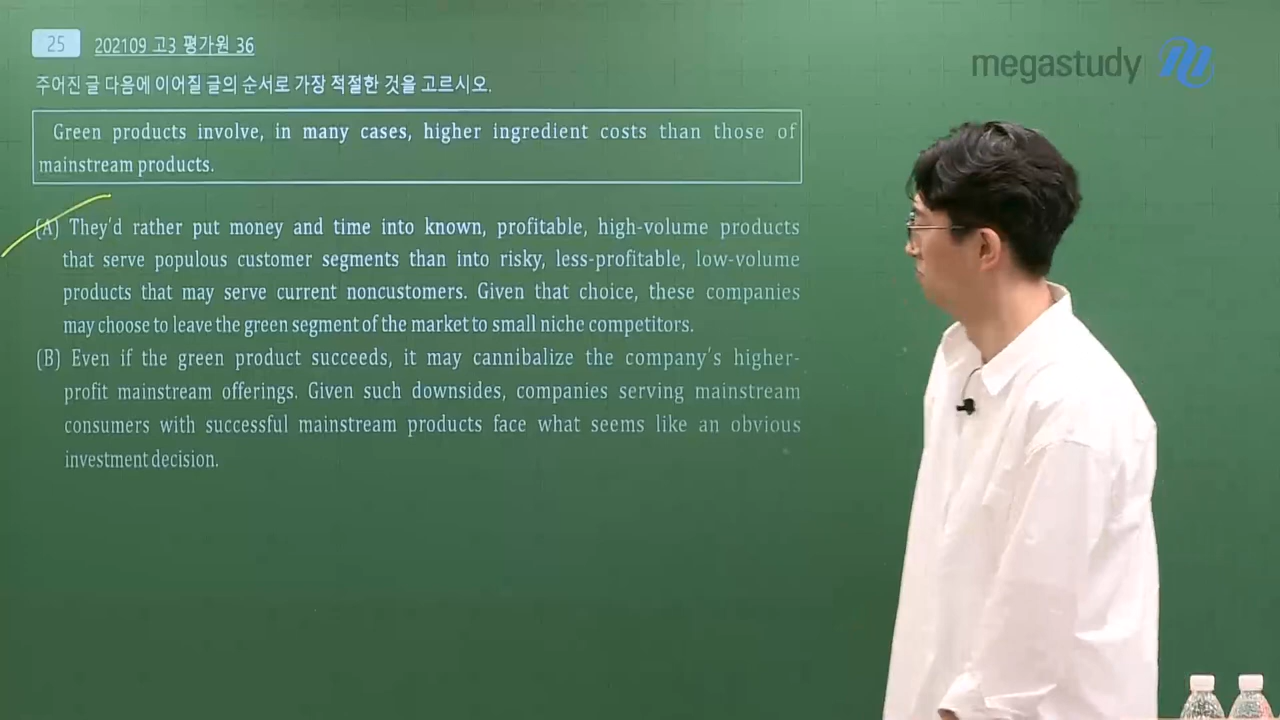 25 202109 고3 평가원 36
megastudy
주어진 글 다음에 이어질 글의 순서로 가장 적절한 것을 고르시오.
Green products involve, in many cases, higher ingredient costs than those of
mainstream products.
(A) They'd rather put money and time into known, profitable, high-volume products
that serve populous customer segments than into risky, less-profitable, low-volume
products that may serve current noncustomers. Given that choice, these companies
may choose to leave the green segment of the market to small niche competitors.
(B) Even if the green product succeeds, it may cannibalize the company's higher-
profit mainstream offerings. Given such downsides, companies serving mainstream
consumers with successful mainstream products face what seems like an obvious
investment decision.